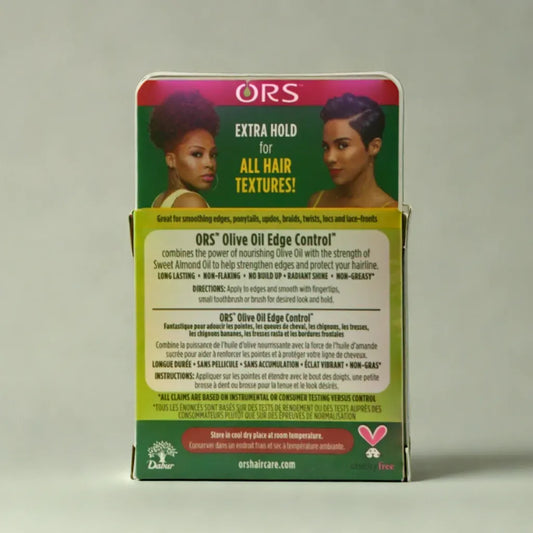 ORS™
EXTRA HOLD
for
ALL HAIR
TEXTURES!
Great for smoothing edges, ponytails, updos, braids, twists, locs and lace-fronts
ORS™ Olive Oil Edge Control™
combines the power of nourishing Olive Oil with the strength of
Sweet Almond Oil to help strengthen edges and protect your hairline.
LONG LASTING • NON-FLAKING • NO BUILD UP • RADIANT SHINE • NON-GREASY*
DIRECTIONS: Apply to edges and smooth with fingertips,
small toothbrush or brush for desired look and hold.
ORS™ Olive Oil Edge Control™
Fantastique pour adoucir les pointes, les queues de cheval, les chignons, les tresses,
les chignons bananes, les tresses rasta et les bordures frontales
Combine la puissance de l'huile d'olive nourrissante avec la force de l'huile d'amande
sucrée pour aider à renforcer les pointes et à protéger votre ligne de cheveux.
LONGUE DURÉE • SANS PELLICULE • SANS ACCUMULATION • ÉCLAT VIBRANT • NON-GRAS*
INSTRUCTIONS: Appliquer sur les pointes et étendre avec le bout des doigts, une petite
brosse à dent ou brosse pour la tenue et le look désirés.
*ALL CLAIMS ARE BASED ON INSTRUMENTAL OR CONSUMER TESTING VERSUS CONTROL
*TOUS LES ÉNONCÉS SONT BASÉS SUR DES TESTS DE RENDEMENT OU DES TESTS AUPRÈS DES
CONSOMMATEURS PLUTÔT QUE SUR DES ÉPREUVES DE NORMALISATION
Store in cool dry place at room temperature.
Conserver dans un endroit frais et sec à température ambiante.
Dabur
orshaircare.com
cruelty free